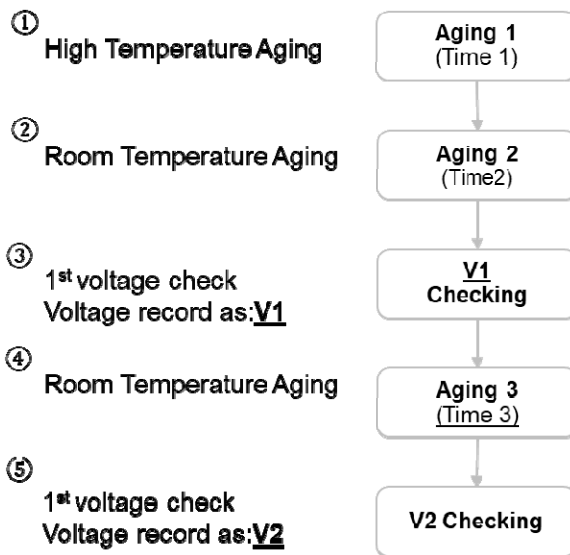 ①
High Temperature Aging
Aging 1
(Time 1)
②
Room Temperature Aging
Aging 2
(Time2)
③
1st voltage check
Voltage record as:V1
V1
Checking
④
Room Temperature Aging
Aging 3
(Time 3)
⑤
1st voltage check
Voltage record as:V2
V2 Checking